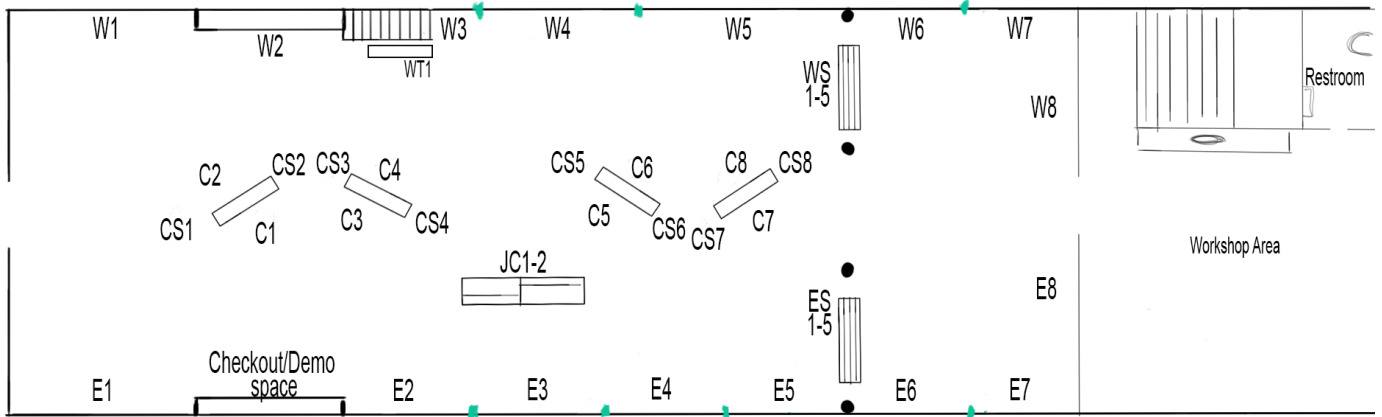 W1
W2
W3
W4
W5
W6
W7
WT1
WS
1-5
W8
Restroom
C2
CS2
CS3
C4
CS1
C1
C3
CS4
CS5
C6
C8
CS8
C5
CS6
CS7
C7
JC1-2
Workshop Area
ES
1-5
E8
Checkout/Demo
space
E1
E2
E3
E4
E5
E6
E7